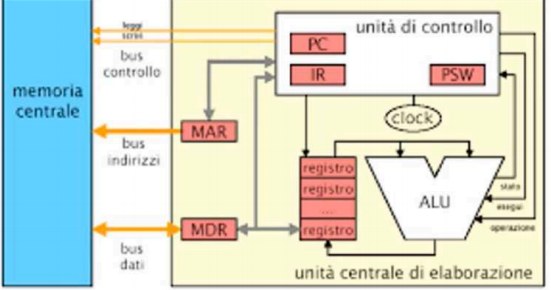 leggi
scrivi
bus
controllo
memoria
centrale
unità di controllo
PC
IR
PSW
clock
MAR
bus
indirizzi
registro
registro
...
registro
ALU
stato
esegui
operazione
MDR
bus
dati
unità centrale di elaborazione